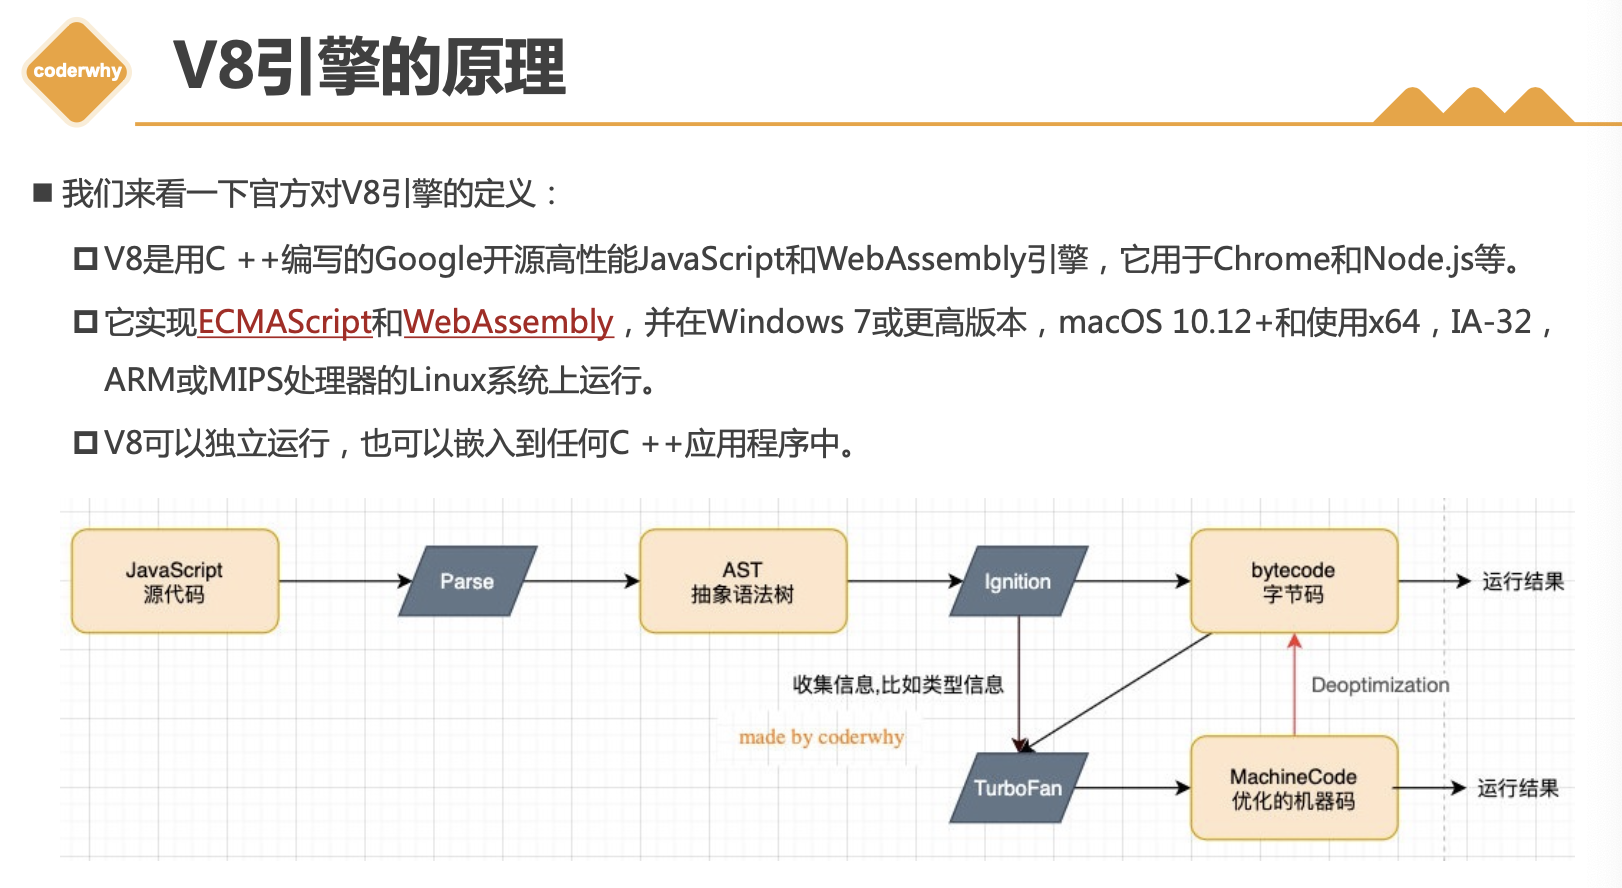 coderwhy
V8引擎的原理
我们来看一下官方对V8引擎的定义：
V8是用C ++编写的Google开源高性能JavaScript和WebAssembly引擎，它用于Chrome和Node.js等。
它实现ECMAScript和WebAssembly，并在Windows 7或更高版本，macOS 10.12+和使用x64，IA-32，
ARM或MIPS处理器的Linux系统上运行。
V8可以独立运行，也可以嵌入到任何C ++应用程序中。
JavaScript
源代码
Parse
AST
抽象语法树
Ignition
bytecode
字节码
运行结果
收集信息,比如类型信息
Deoptimization
made by coderwhy
TurboFan
MachineCode
优化的机器码
运行结果